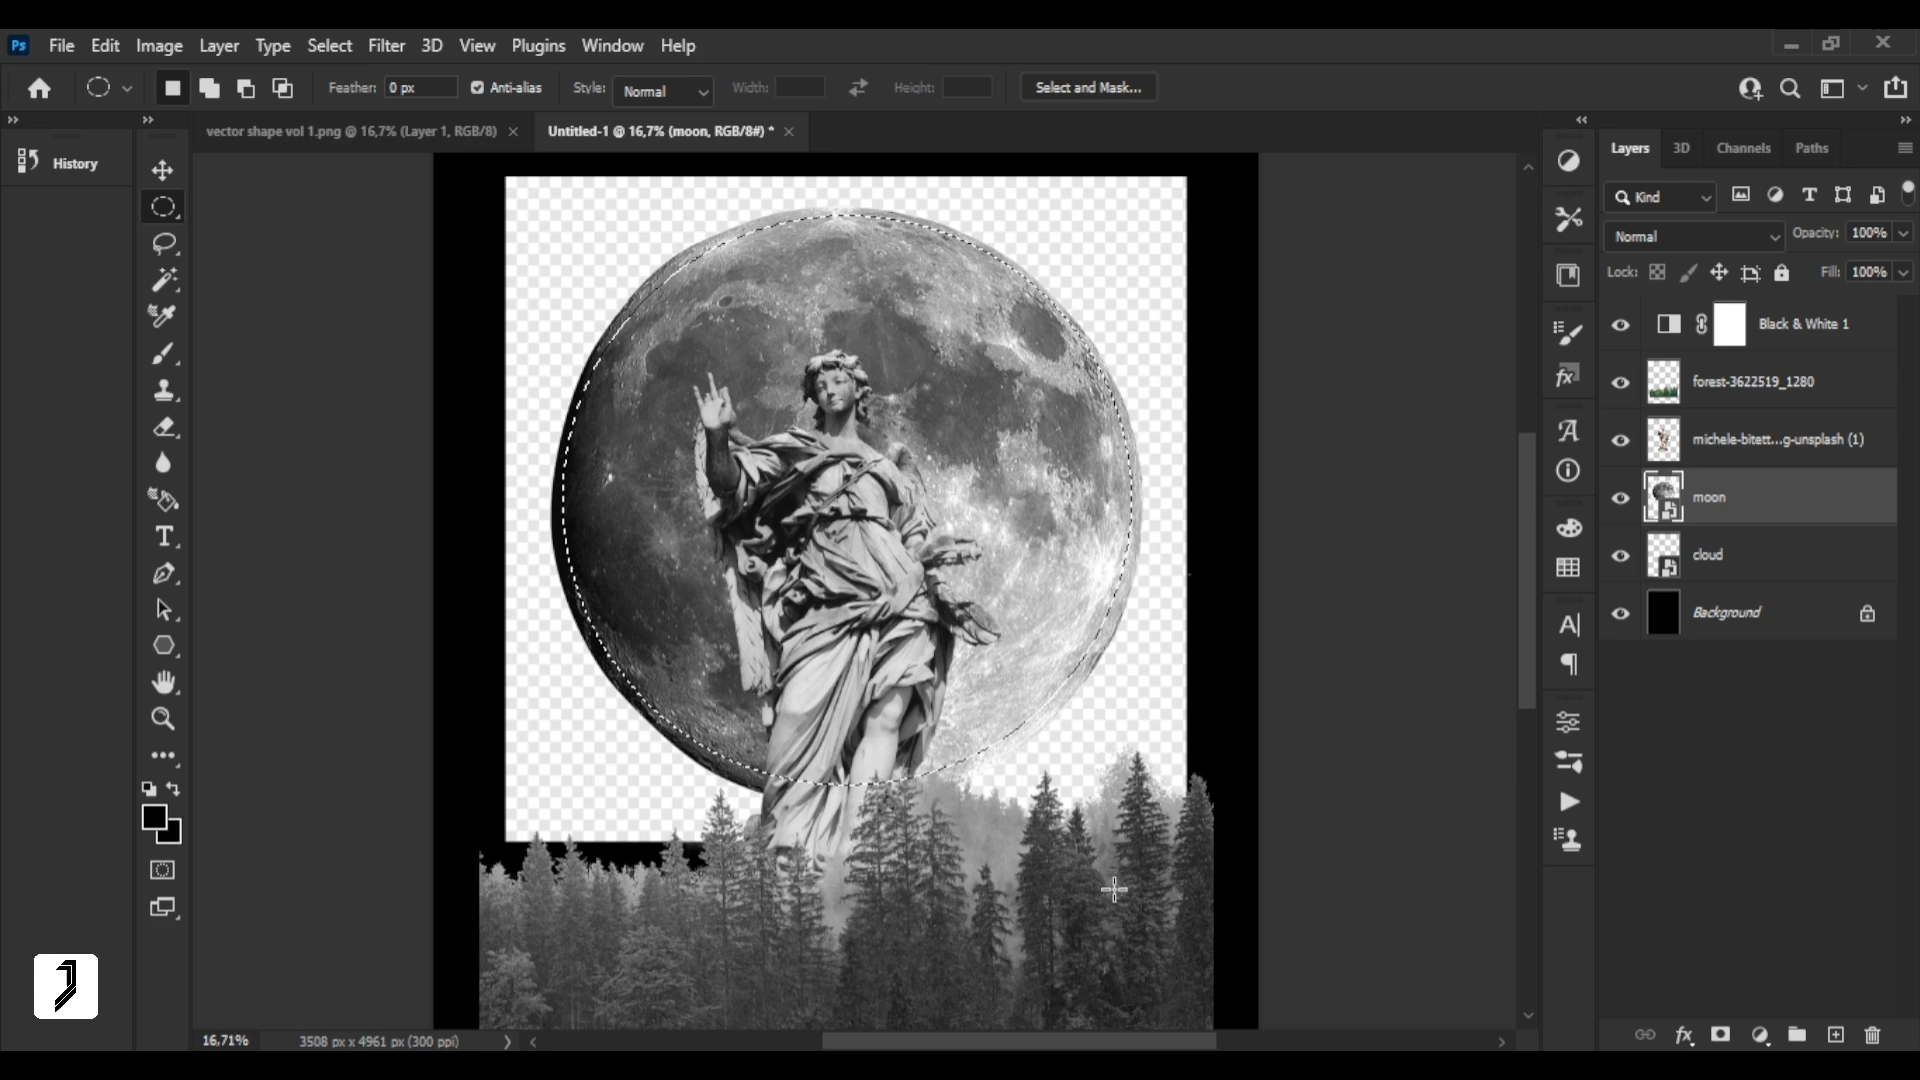 Ps File Edit Image Layer Type Select Filter 3D View Plugins Window Help
Feather: 0 px Anti-alias Style: Normal Width: Height: Select and Mask...
History
vector shape vol 1.png @ 16,7% (Layer 1, RGB/8)
Untitled-1 @ 16,7% (moon, RGB/8#) *
Layers 3D Channels Paths
Kind
Normal Opacity: 100%
Lock: Fill: 100%
Black & White 1
forest-3622519_1280
michele-bitett...g-unsplash (1)
moon
cloud
Background
16,71% 3508 px x 4961 px (300 ppi)